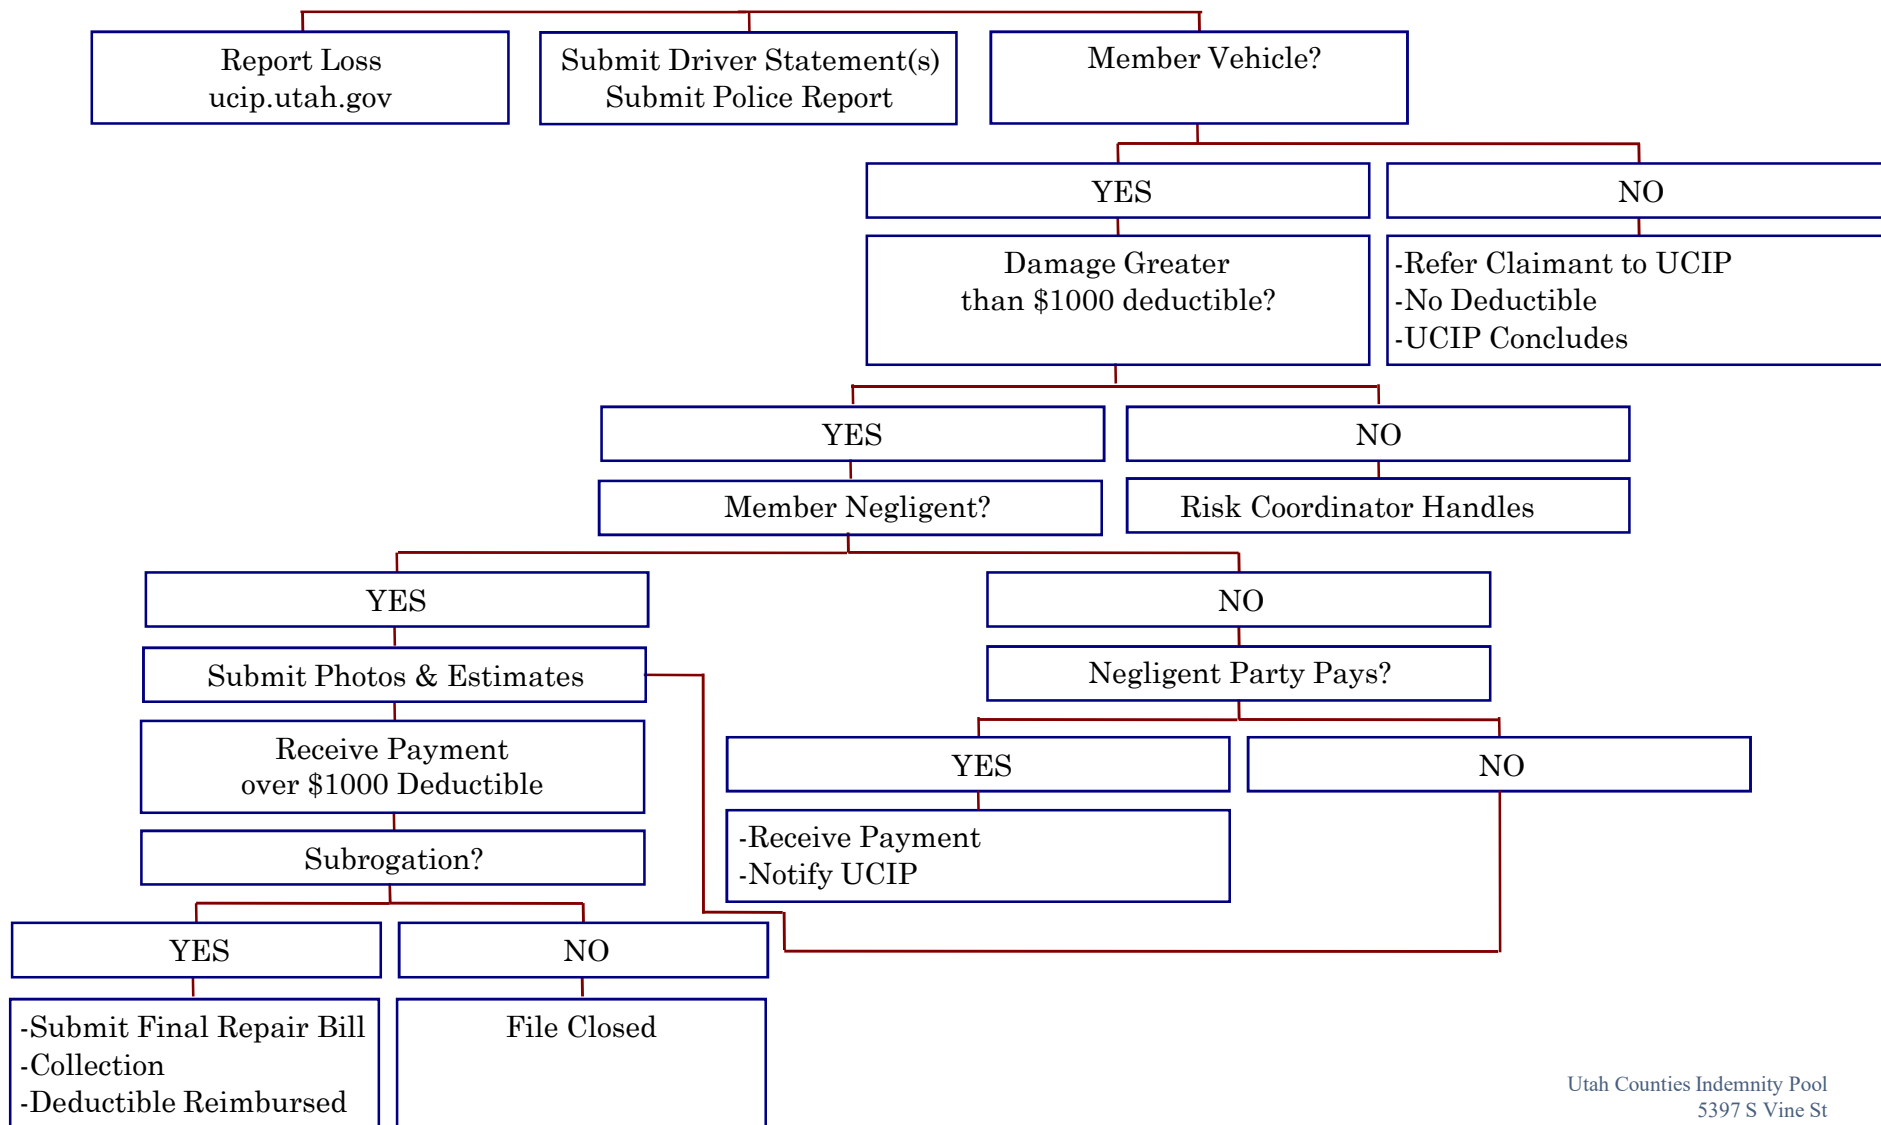 Report Loss
ucip.utah.gov
Submit Driver Statement(s)
Submit Police Report
Member Vehicle?
YES
NO
Damage Greater
than $1000 deductible?
-Refer Claimant to UCIP
-No Deductible
-UCIP Concludes
YES
NO
Member Negligent?
Risk Coordinator Handles
YES
NO
Submit Photos & Estimates
Negligent Party Pays?
Receive Payment
over $1000 Deductible
YES
NO
-Receive Payment
-Notify UCIP
Subrogation?
YES
NO
-Submit Final Repair Bill
-Collection
-Deductible Reimbursed
File Closed
Utah Counties Indemnity Pool
5397 S Vine St